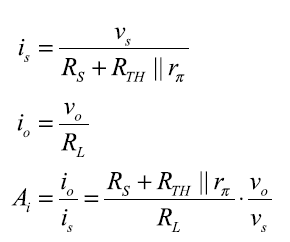 i_s = v_s / (R_S + R_TH || r_π)
i_o = v_o / R_L
A_i = i_o / i_s = (R_S + R_TH || r_π) / R_L · v_o / v_s